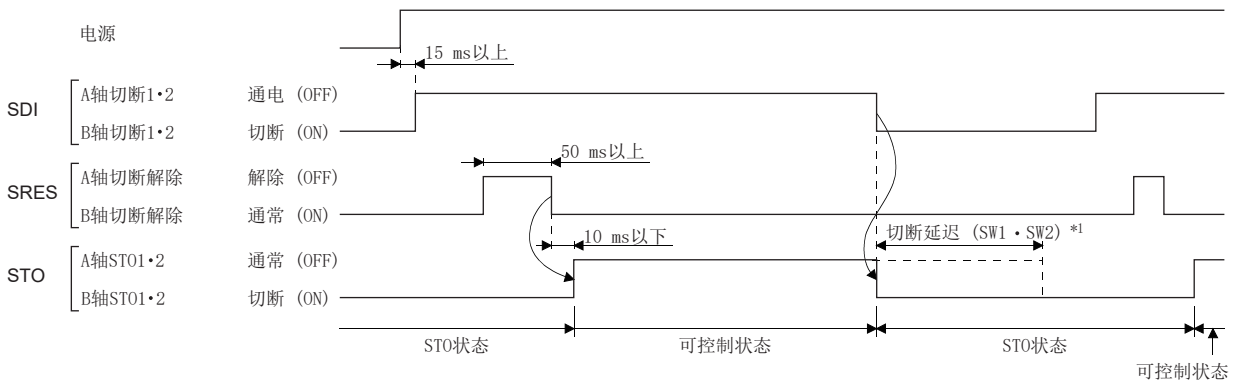 电源
15 ms以上
SDI
A轴切断1•2 通电 (OFF)
B轴切断1•2 切断 (ON)
50 ms以上
SRES
A轴切断解除 解除 (OFF)
B轴切断解除 通常 (ON)
10 ms以下
切断延迟 (SW1・SW2) *1
STO
A轴STO1•2 通常 (OFF)
B轴STO1•2 切断 (ON)
STO状态 可控制状态 STO状态
可控制状态